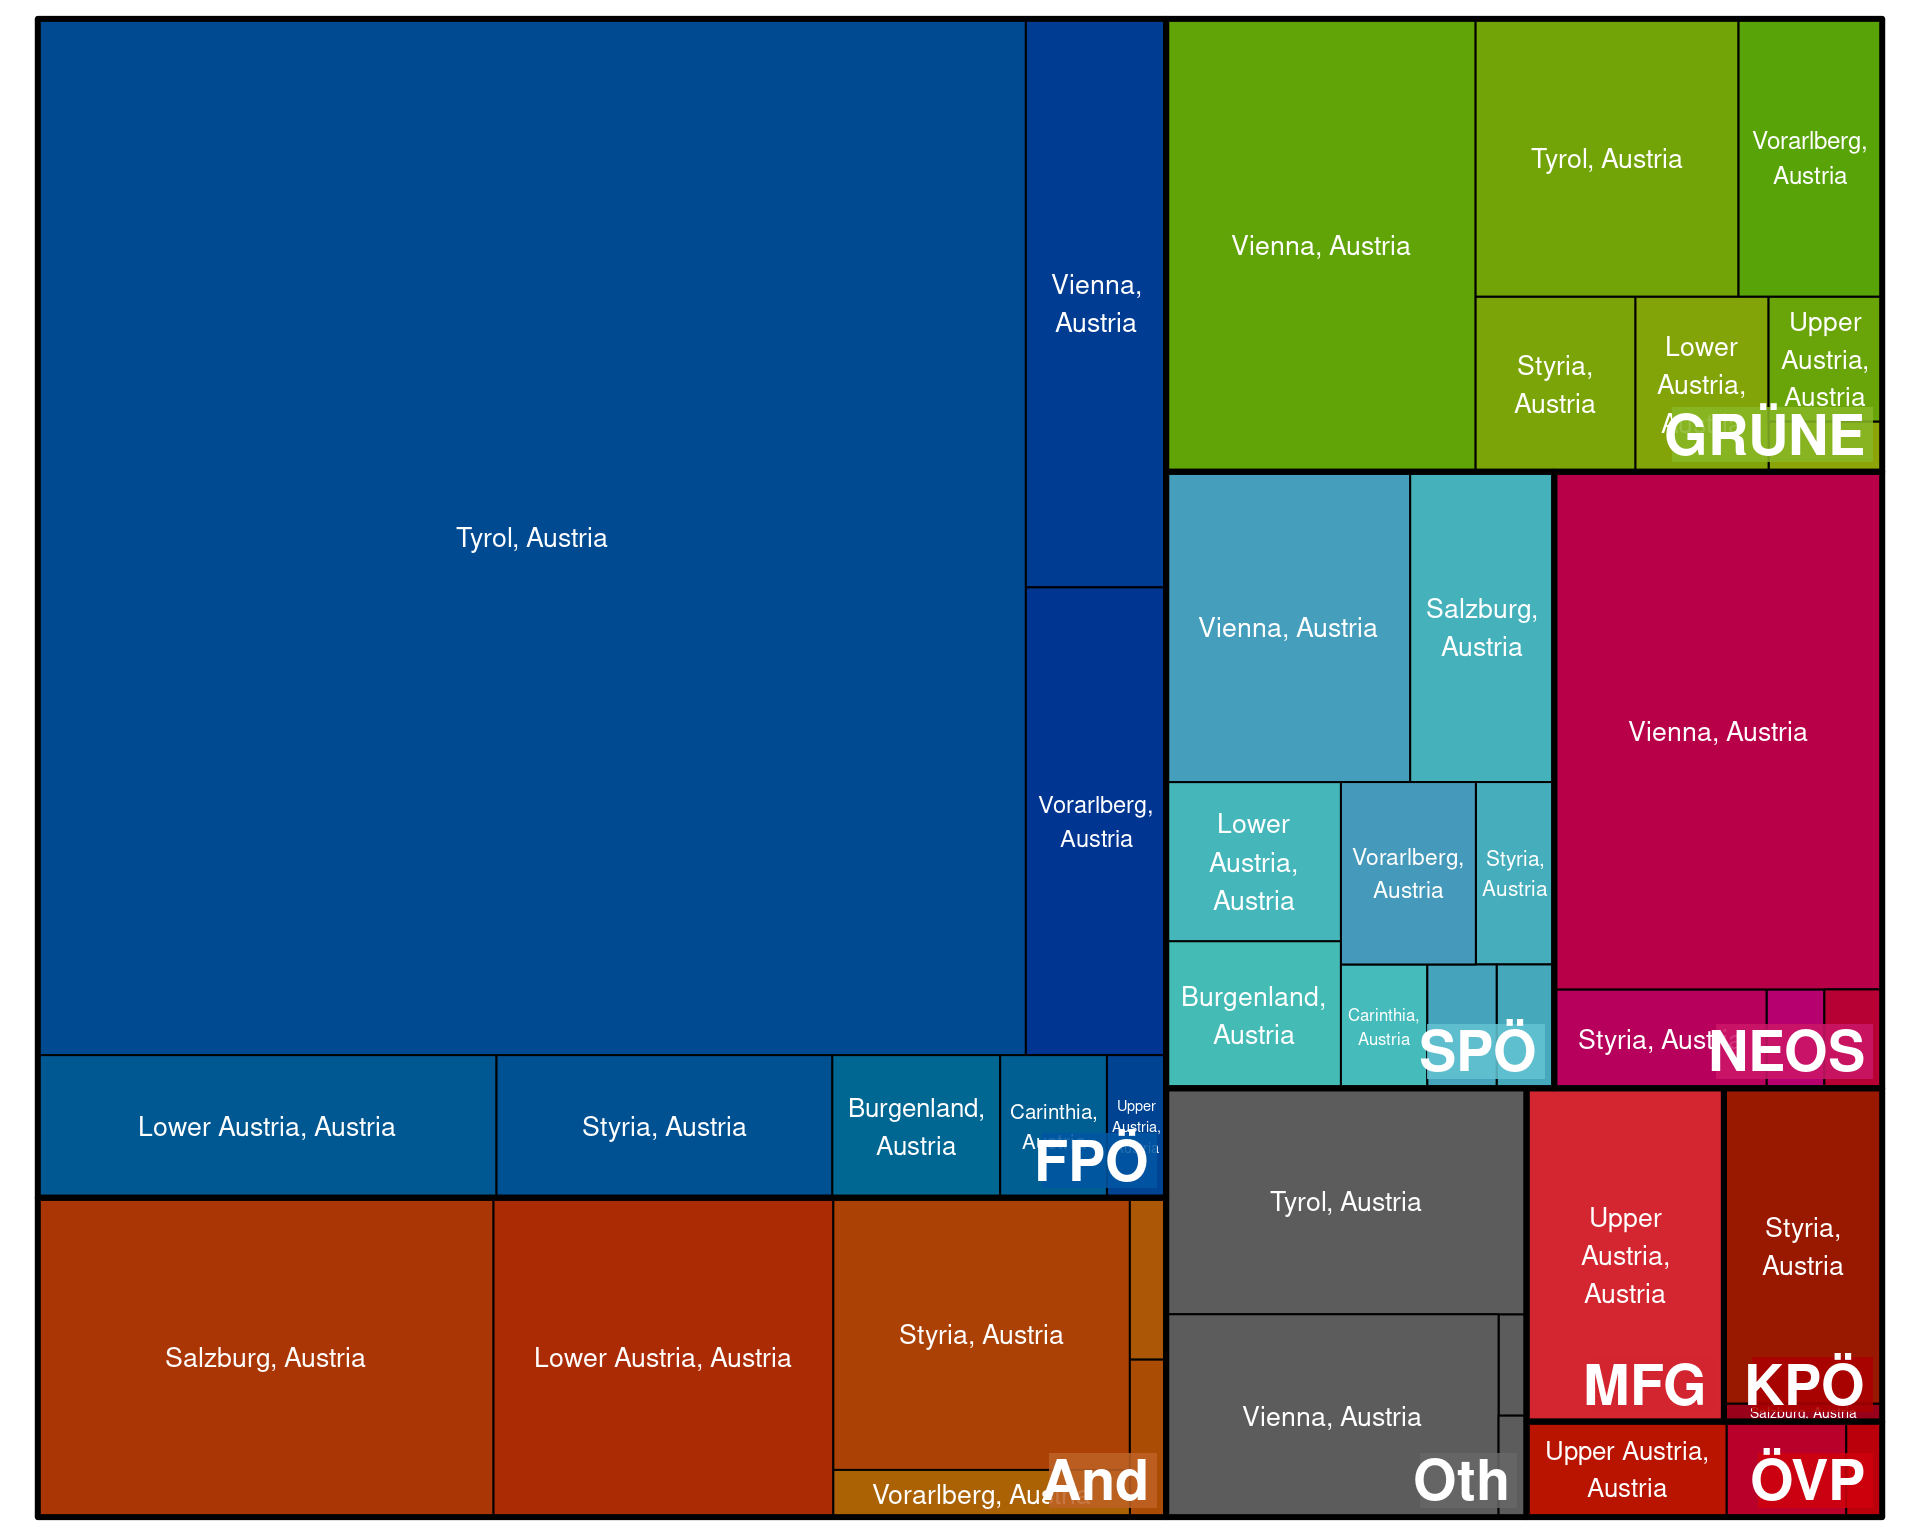 Tyrol, Austria
Vienna,
Austria
Vorarlberg,
Austria
Lower Austria, Austria
Styria, Austria
Burgenland,
Austria
Carinthia,
Upper
Austria,
FPÖ
Salzburg, Austria
Lower Austria, Austria
Styria, Austria
Vorarlberg, Austria
And
Vienna, Austria
Tyrol, Austria
Vorarlberg,
Austria
Styria,
Austria
Lower
Austria,
Upper
Austria,
Austria
GRÜNE
Vienna, Austria
Salzburg,
Austria
Lower
Austria,
Austria
Vorarlberg,
Austria
Styria,
Austria
Burgenland,
Austria
Carinthia,
Austria
SPÖ
Vienna, Austria
Styria, Austria
NEOS
Tyrol, Austria
Vienna, Austria
Oth
Upper
Austria,
Austria
MFG
Styria,
Austria
KPÖ
Salzburg, Austria
Upper Austria,
Austria
ÖVP